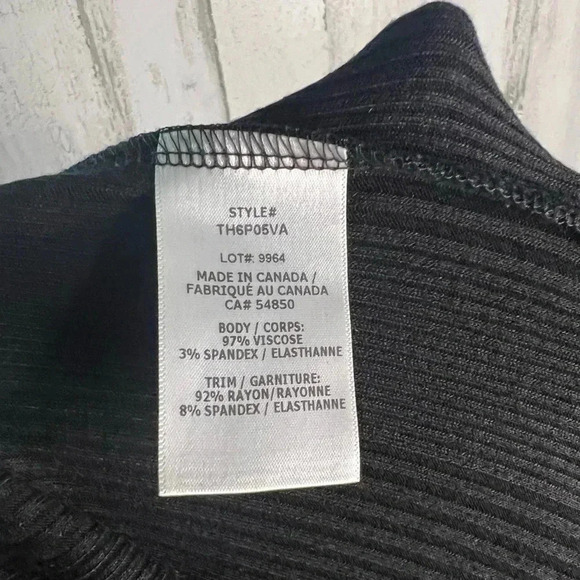 STYLE#
TH6P05VA
LOT#: 9964
MADE IN CANADA /
FABRIQUÉ AU CANADA
CA# 54850
BODY / CORPS:
97% VISCOSE
3% SPANDEX / ELASTHANNE
TRIM / GARNITURE:
92% RAYON/RAYONNE
8% SPANDEX / ELASTHANNE